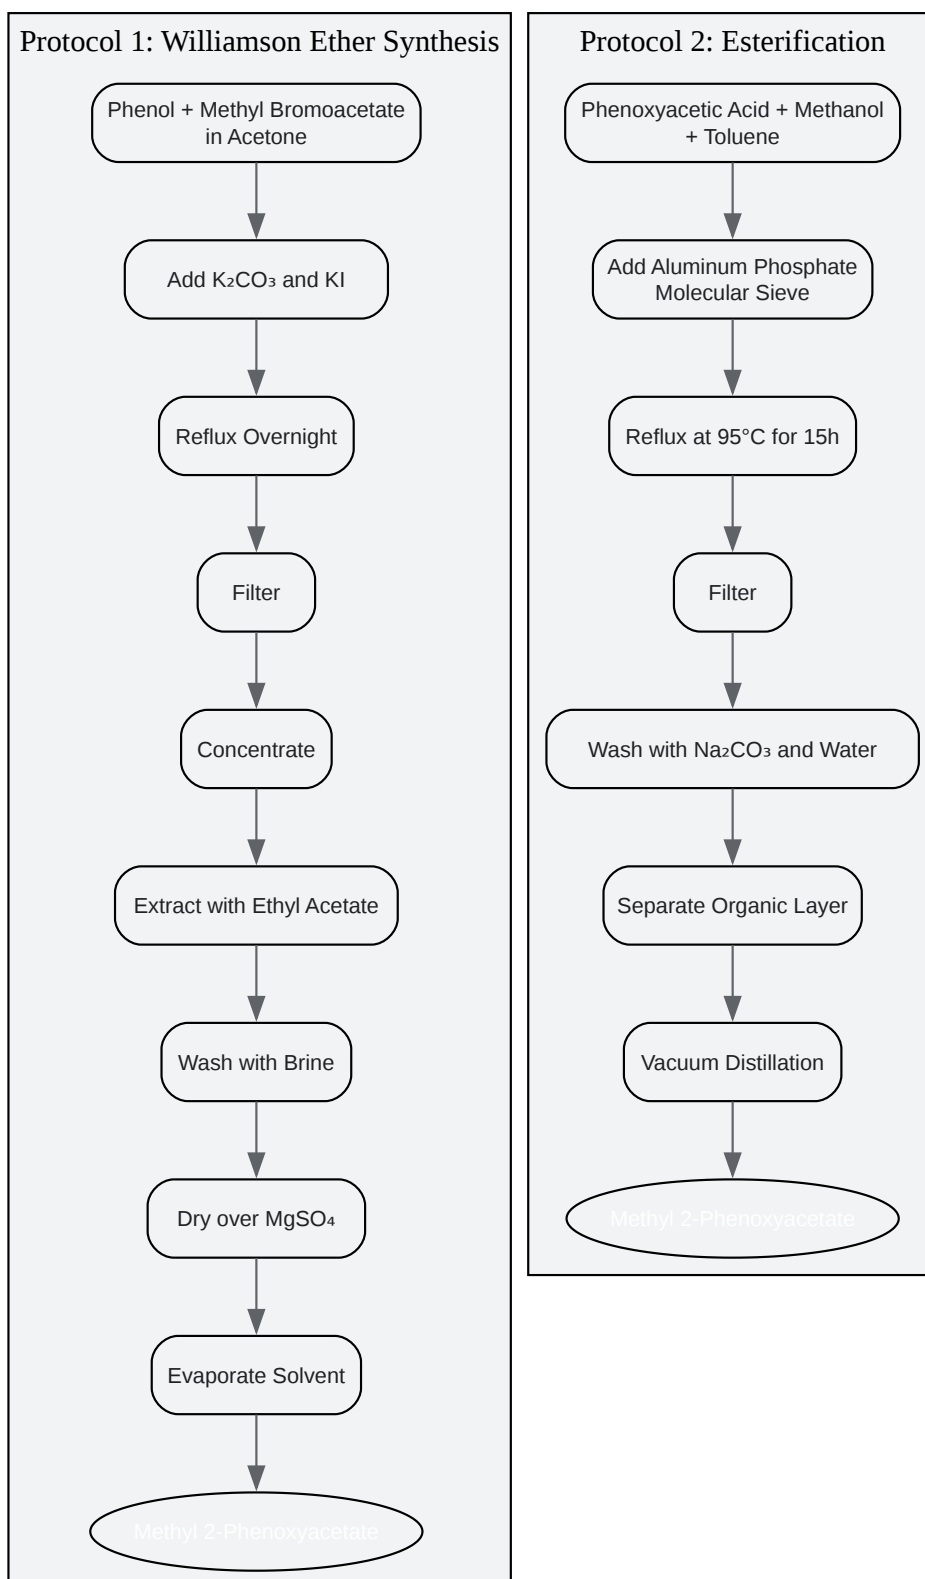 Protocol 1: Williamson Ether Synthesis
Phenol + Methyl Bromoacetate
in Acetone
Add K₂CO₃ and KI
Reflux Overnight
Filter
Concentrate
Extract with Ethyl Acetate
Wash with Brine
Dry over MgSO₄
Evaporate Solvent
Methyl 2-Phenoxyacetate
Protocol 2: Esterification
Phenoxyacetic Acid + Methanol
+ Toluene
Add Aluminum Phosphate
Molecular Sieve
Reflux at 95°C for 15h
Filter
Wash with Na₂CO₃ and Water
Separate Organic Layer
Vacuum Distillation
Methyl 2-Phenoxyacetate